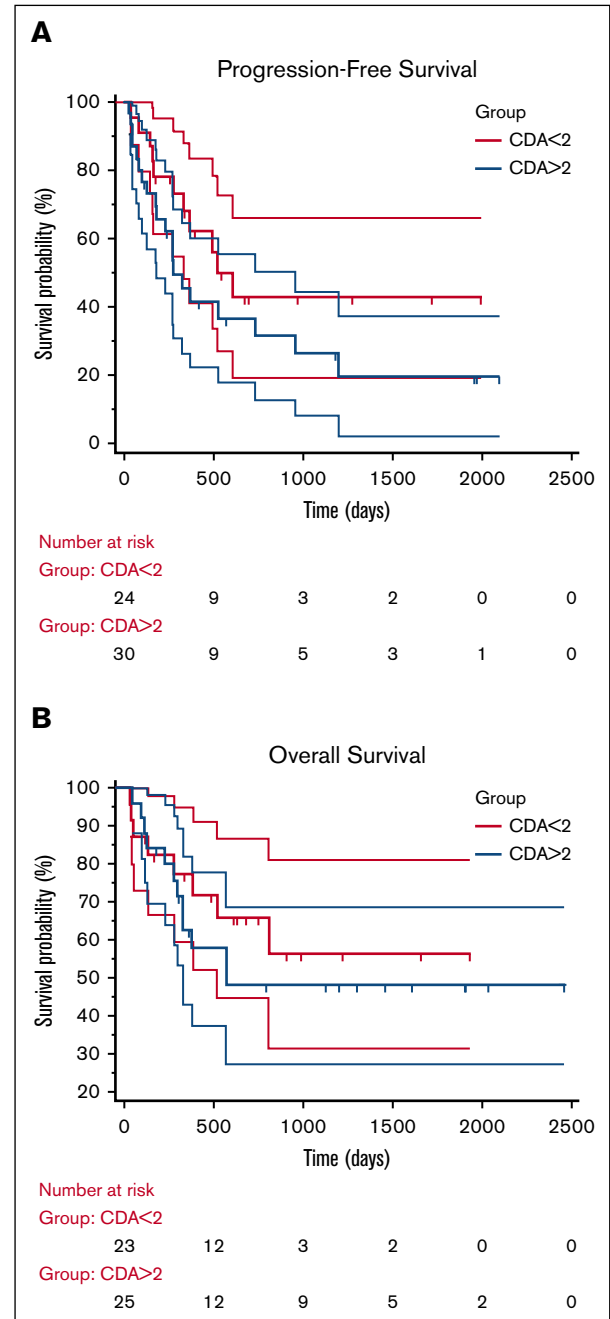 A
Progression-Free Survival
Group
CDA<2
CDA>2
Survival probability (%)
100
80
60
40
20
0
0 500 1000 1500 2000 2500
Time (days)
Number at risk
Group: CDA<2
24 9 3 2 0 0
Group: CDA>2
30 9 5 3 1 0
B
Overall Survival
Group
CDA<2
CDA>2
Survival probability (%)
100
90
80
70
60
50
40
30
20
0 500 1000 1500 2000 2500
Time (days)
Number at risk
Group: CDA<2
23 12 3 2 0 0
Group: CDA>2
25 12 9 5 2 0